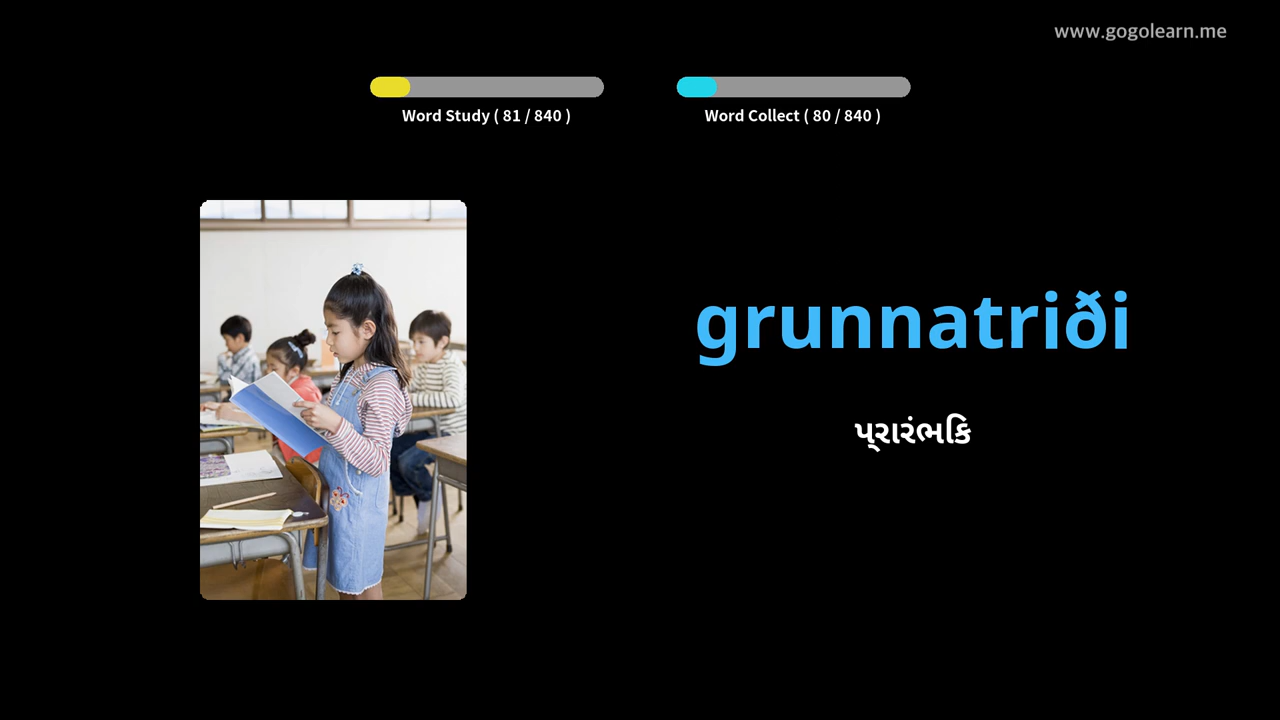 www.gogolearn.me
Word Study ( 81 / 840 )
Word Collect ( 80 / 840 )
grunnatriði
પ્રારંભિક